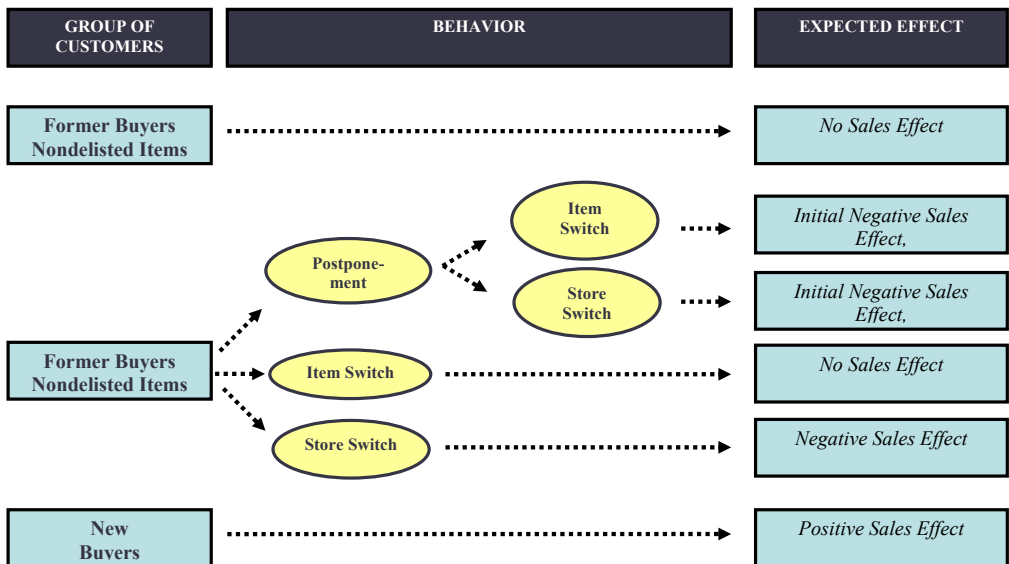 GROUP OF
CUSTOMERS
BEHAVIOR
EXPECTED EFFECT
Former Buyers
Nondelisted Items
No Sales Effect
Item
Switch
Initial Negative Sales
Effect,
Postpone-
ment
Store
Switch
Initial Negative Sales
Effect,
Former Buyers
Nondelisted Items
Item Switch
No Sales Effect
Store Switch
Negative Sales Effect
New
Buyers
Positive Sales Effect